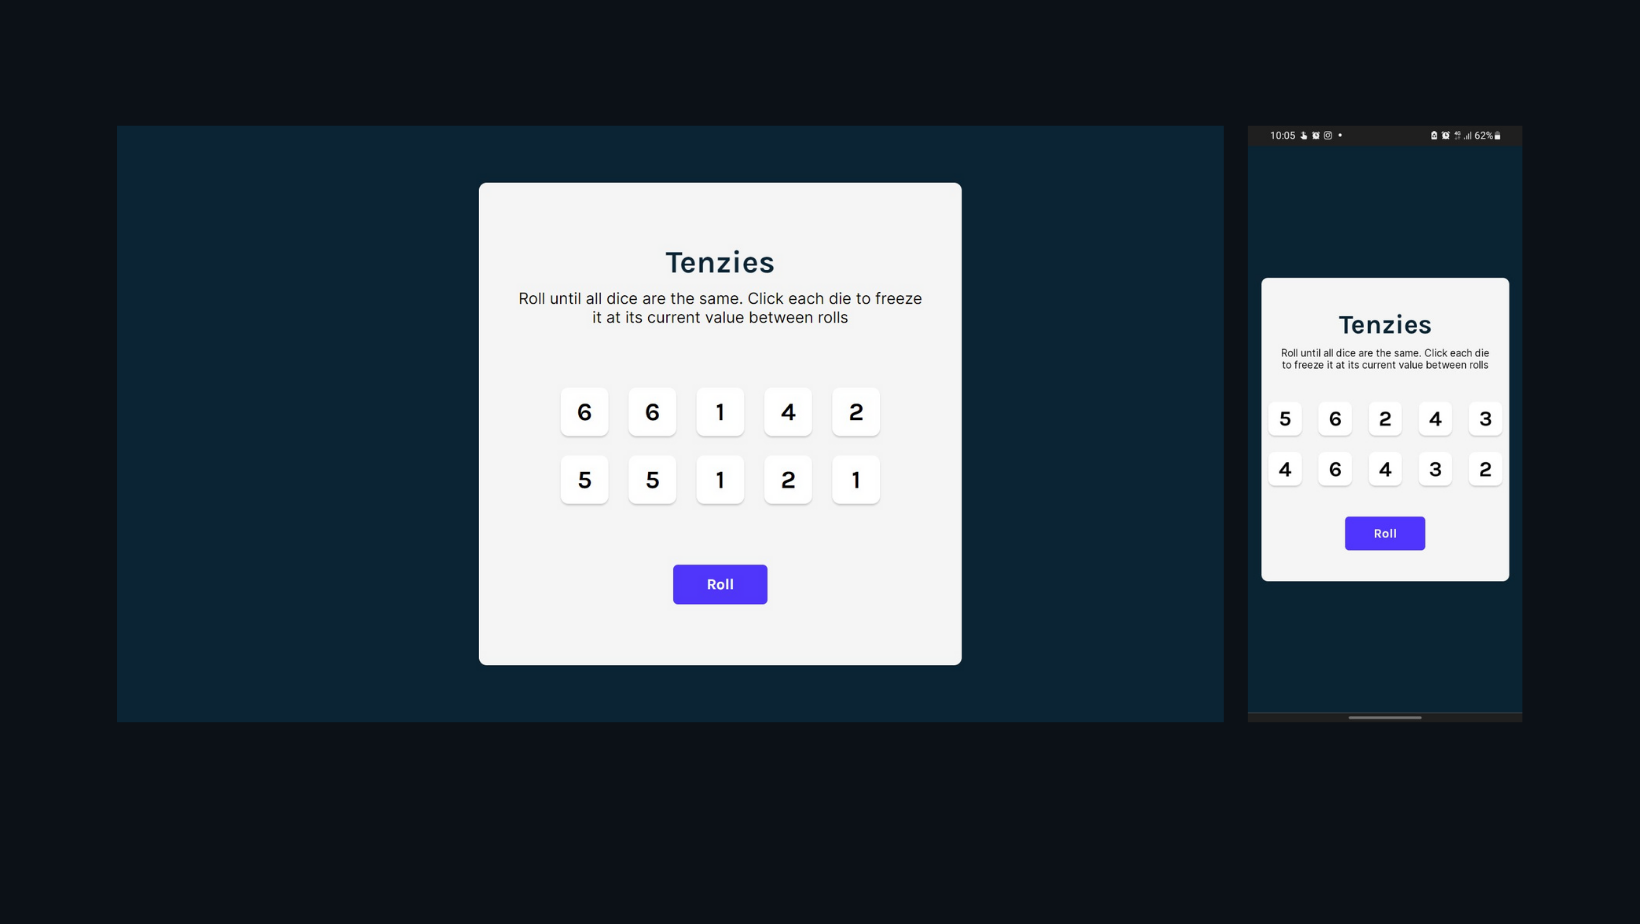 Tenzies
Roll until all dice are the same. Click each die to freeze
it at its current value between rolls
6 6 1 4 2
5 5 1 2 1
Roll
10:05 62%
Tenzies
Roll until all dice are the same. Click each die
to freeze it at its current value between rolls
5 6 2 4 3
4 6 4 3 2
Roll